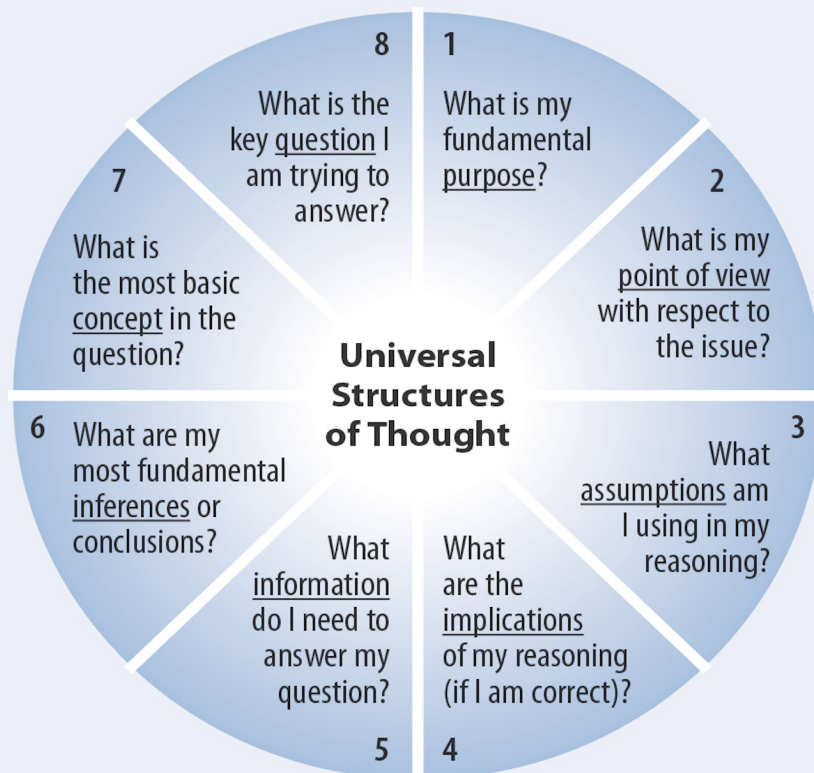 Universal
Structures
of Thought
1
What is my
fundamental
purpose?
2
What is my
point of view
with respect to
the issue?
3
What
assumptions am
I using in my
reasoning?
4
What
are the
implications
of my reasoning
(if I am correct)?
5
What
information
do I need to
answer my
question?
6
What are my
most fundamental
inferences or
conclusions?
7
What is
the most basic
concept in the
question?
8
What is the
key question I
am trying to
answer?